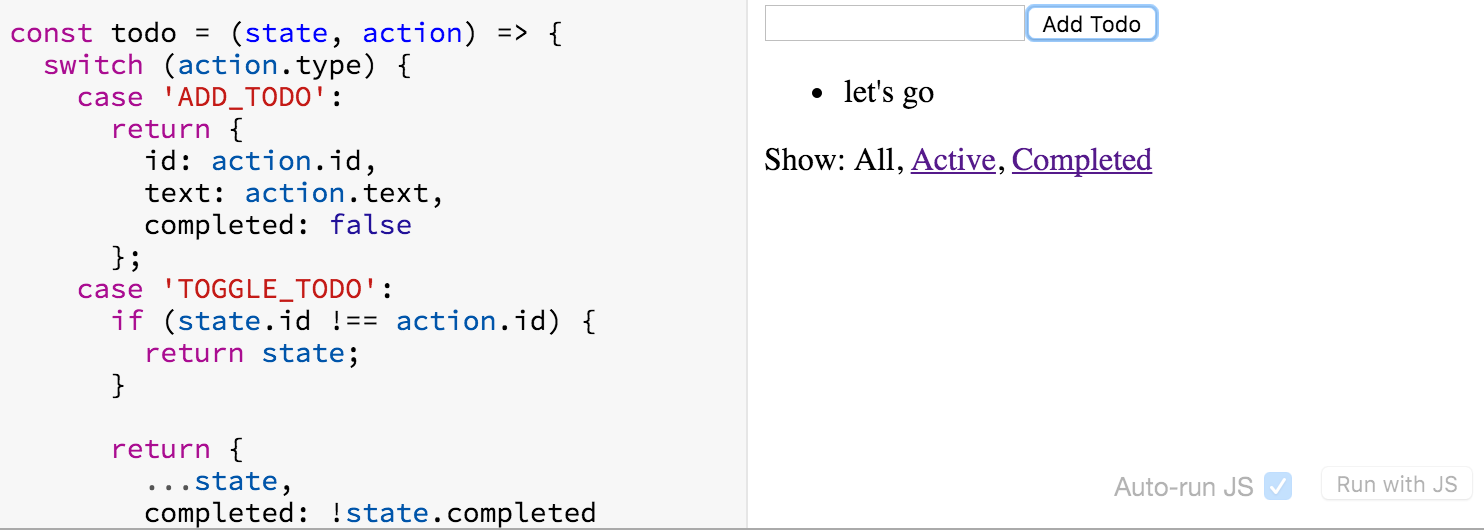 const todo = (state, action) => {
  switch (action.type) {
    case 'ADD_TODO':
      return {
        id: action.id,
        text: action.text,
        completed: false
      };
    case 'TOGGLE_TODO':
      if (state.id !== action.id) {
        return state;
      }
      return {
        ...state,
        completed: !state.completed
Add Todo
• let's go
Show: All, Active, Completed
Auto-run JS
Run with JS